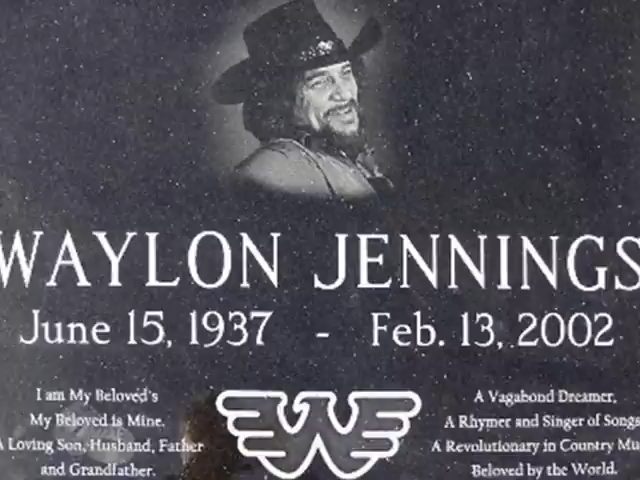 WAYLON JENNINGS
June 15, 1937 - Feb. 13, 2002
I am My Beloved's
My Beloved is Mine.
A Loving Son, Husband, Father
and Grandfather.
A Vagabond Dreamer,
A Rhymer and Singer of Songs
A Revolutionary in Country Mu
Beloved by the World.